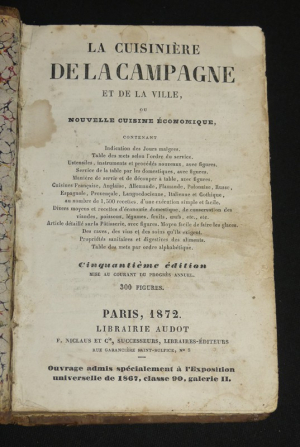 LA CUISINIÈRE
DE LA CAMPAGNE
ET DE LA VILLE,
OU
NOUVELLE CUISINE ÉCONOMIQUE,
CONTENANT
Indication des Jours maigres.
Table des mets selon l'ordre du service.
Ustensiles, instruments et procédés nouveaux, avec figures.
Service de la table par les domestiques, avec figures.
Manière de servir et de découper à table, avec figures.
Cuisines Française, Anglaise, Allemande, Flamande, Polonaise, Russe,
Espagnole, Provençale, Languedocienne, Italienne et Gothique,
au nombre de 1,500 recettes, d'une exécution simple et facile.
Divers moyens et recettes d'économie domestique, de conservation des
viandes, poissons, légumes, fruits, œufs, etc., etc.
Article détaillé sur la Pâtisserie, avec figures. Moyen facile de faire les glaces.
Des caves, des vins et des soins qu'ils exigent.
Propriétés sanitaires et digestives des aliments.
Table des mets par ordre alphabétique.
Cinquantième édition
MISE AU COURANT DU PROGRÈS ANNUEL.
300 FIGURES.
PARIS, 1872.
LIBRAIRIE AUDOT
F. NICLAUS ET Cie, SUCCESSEURS, LIBRAIRES-ÉDITEURS
RUE GARANCIÈRE SAINT-SULPICE,
Ouvrage admis spécialement à l'Exposition
universelle de 1867, classe 90, galerie II.